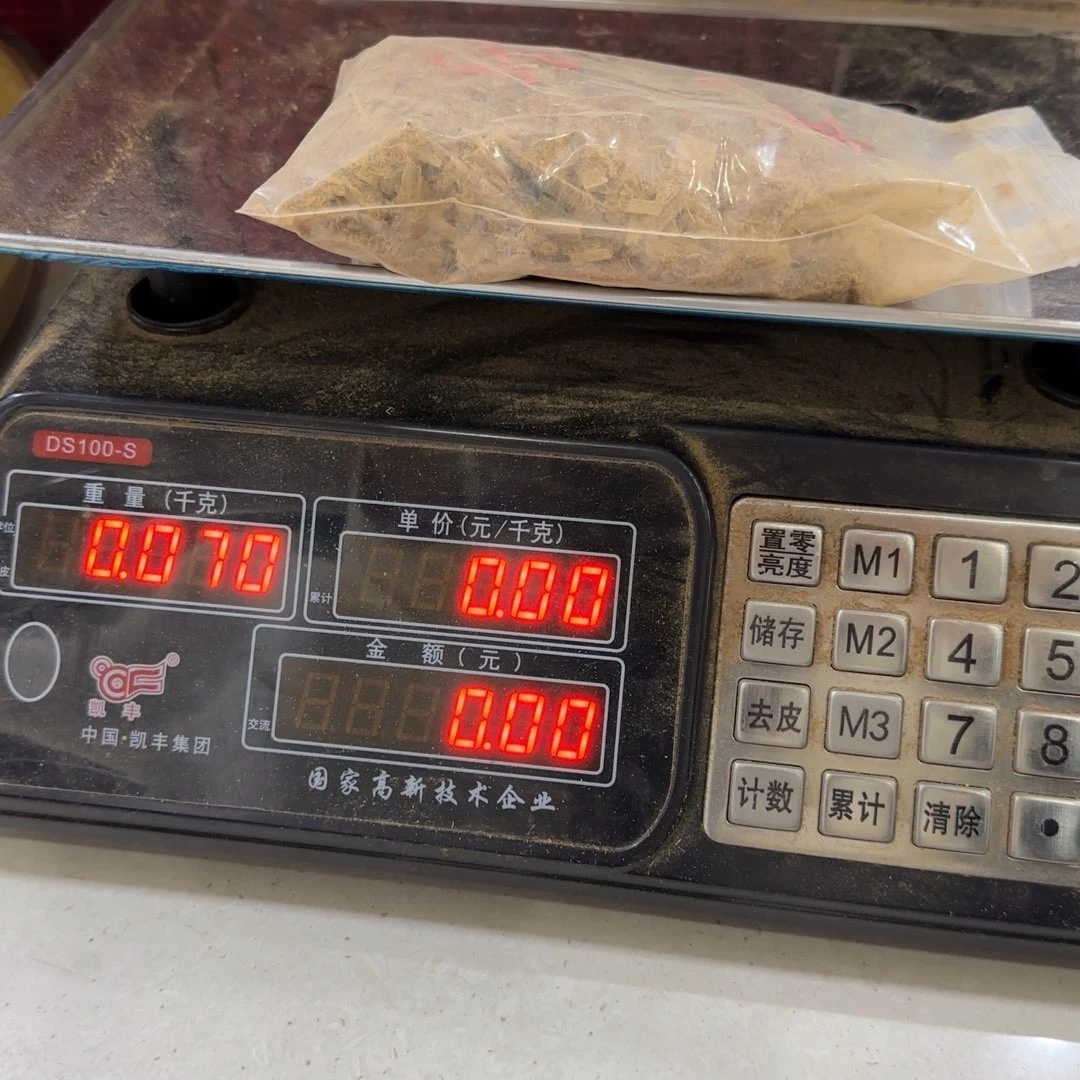 DS100-S
重量(千克)
0.070
单价(元/千克)
0.00
累计
金额(元)
0.00
交流
凯丰®
中国·凯丰集团
国家高新技术企业
置零 M1 1 2
亮度
储存 M2 4 5
去皮 M3 7 8
计数 累计 清除 .